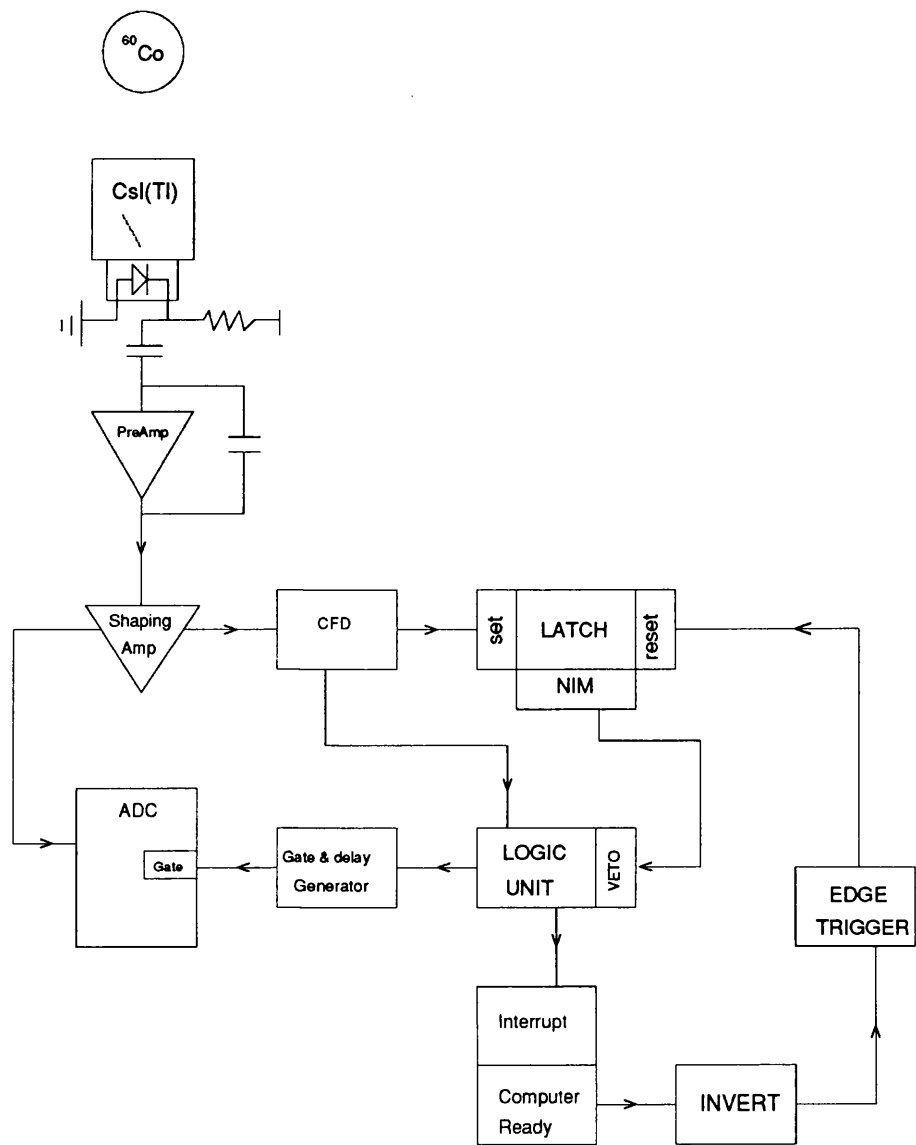 60Co
CsI(Tl)
PreAmp
Shaping
Amp
CFD
set
LATCH
reset
NIM
ADC
Gate
Gate & delay
Generator
LOGIC
UNIT
VETO
EDGE
TRIGGER
Interrupt
Computer
Ready
INVERT